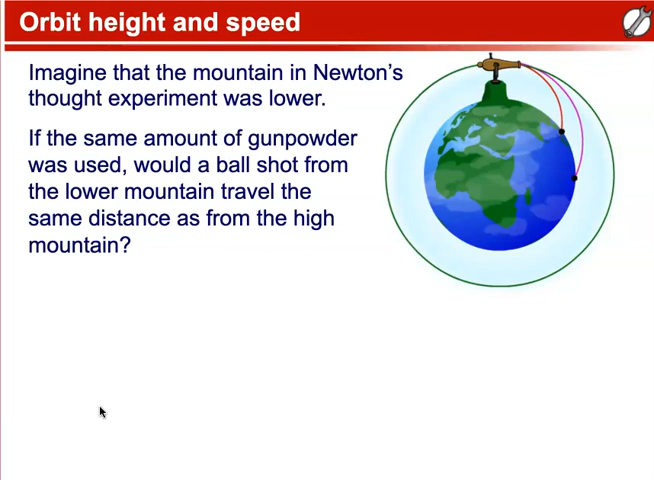 Orbit height and speed
Imagine that the mountain in Newton's
thought experiment was lower.
If the same amount of gunpowder
was used, would a ball shot from
the lower mountain travel the
same distance as from the high
mountain?